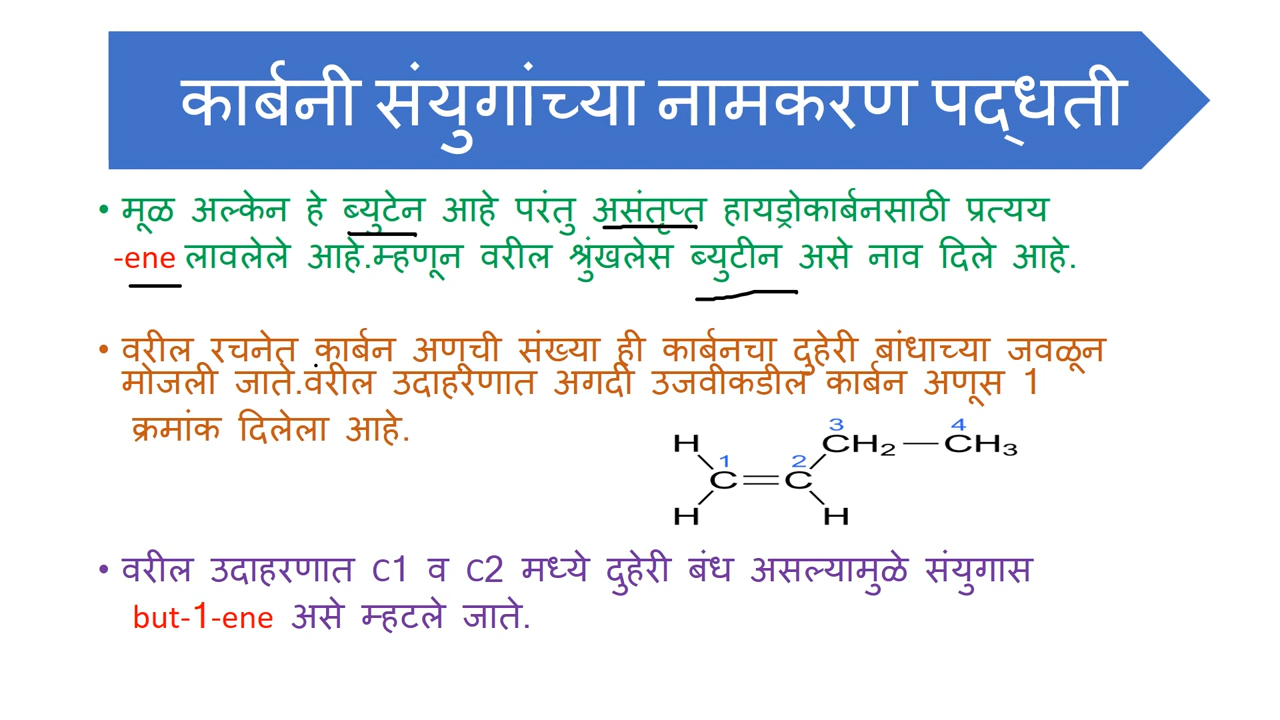 कार्बनी संयुगांच्या नामकरण पद्धती
• मूळ अल्केन हे ब्युटेन आहे परंतु असंतृप्त हायड्रोकार्बनसाठी प्रत्यय
-ene लावलेले आहे.म्हणून वरील श्रुंखलेस ब्युटीन असे नाव दिले आहे.
• वरील रचनेत कार्बन अणूची संख्या ही कार्बनचा दुहेरी बांधाच्या जवळून
मोजली जाते.वरील उदाहरणात अगदी उजवीकडील कार्बन अणूस 1
क्रमांक दिलेला आहे.
3 4
H CH2 — CH3
1 2
C = C
H H
• वरील उदाहरणात C1 व C2 मध्ये दुहेरी बंध असल्यामुळे संयुगास
but-1-ene असे म्हटले जाते.